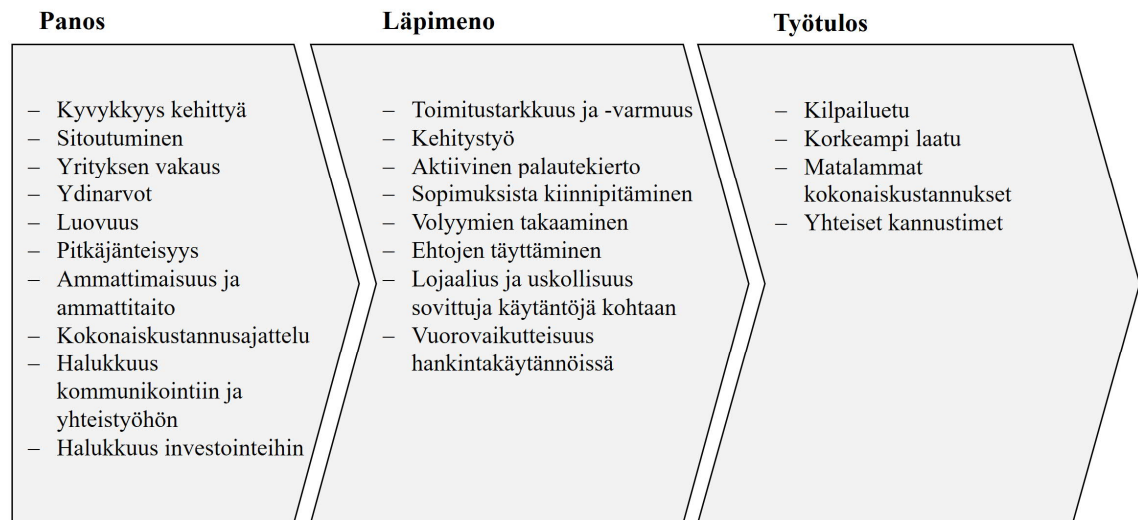 Panos
– Kyvykkyys kehittyä
– Sitoutuminen
– Yrityksen vakaus
– Ydinarvot
– Luovuus
– Pitkäjänteisyys
– Ammattimaisuus ja
ammattitaito
– Kokonaiskustannusajattelu
– Halukkuus
kommunikointiin ja
yhteistyöhön
– Halukkuus investointeihin
Läpimeno
– Toimitustarkkuus ja -varmuus
– Kehitystyö
– Aktiivinen palautekierto
– Sopimuksista kiinnipitäminen
– Volyymien takaaminen
– Ehtojen täyttäminen
– Lojaalius ja uskollisuus
sovittuja käytäntöjä kohtaan
– Vuorovaikutteisuus
hankintakäytännöissä
Työtulos
– Kilpailuetu
– Korkeampi laatu
– Matalammat
kokonaiskustannukset
– Yhteiset kannustimet